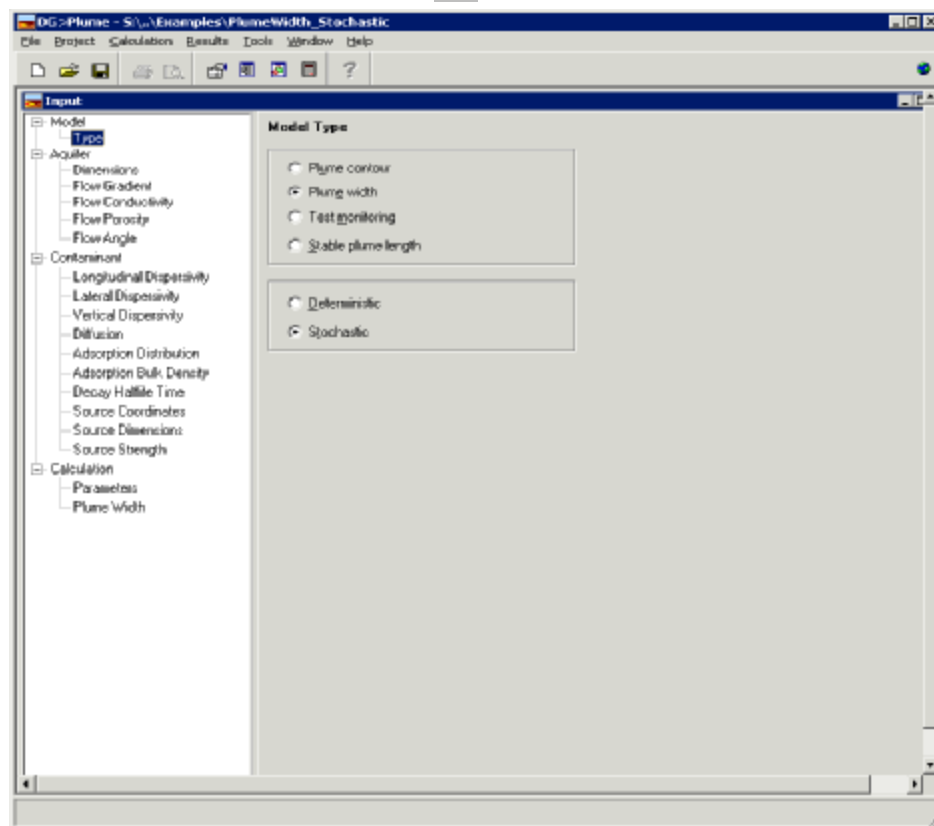 DG>Plume - S:\..\Examples\PlumeWidth_Stochastic
File Project Calculation Results Tools Window Help
Input
Model
Type
Aquifer
Dimensions
Flow Gradient
Flow Conductivity
Flow Porosity
Flow Angle
Contaminant
Longitudinal Dispersivity
Lateral Dispersivity
Vertical Dispersivity
Diffusion
Adsorption Distribution
Adsorption Bulk Density
Decay Halflife Time
Source Coordinates
Source Dimensions
Source Strength
Calculation
Parameters
Plume Width
Model Type
Plume contour
Plume width
Test monitoring
Stable plume length
Deterministic
Stochastic